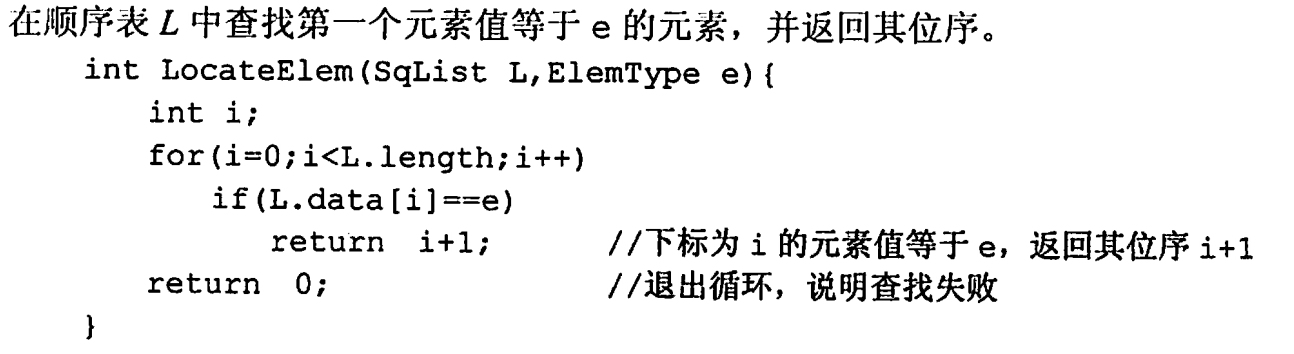 在顺序表 L 中查找第一个元素值等于 e 的元素，并返回其位序。
int LocateElem(SqList L,ElemType e){
int i;
for(i=0;i<L.length;i++)
if(L.data[i]==e)
return i+1; //下标为 i 的元素值等于 e，返回其位序 i+1
return 0; //退出循环，说明查找失败
}